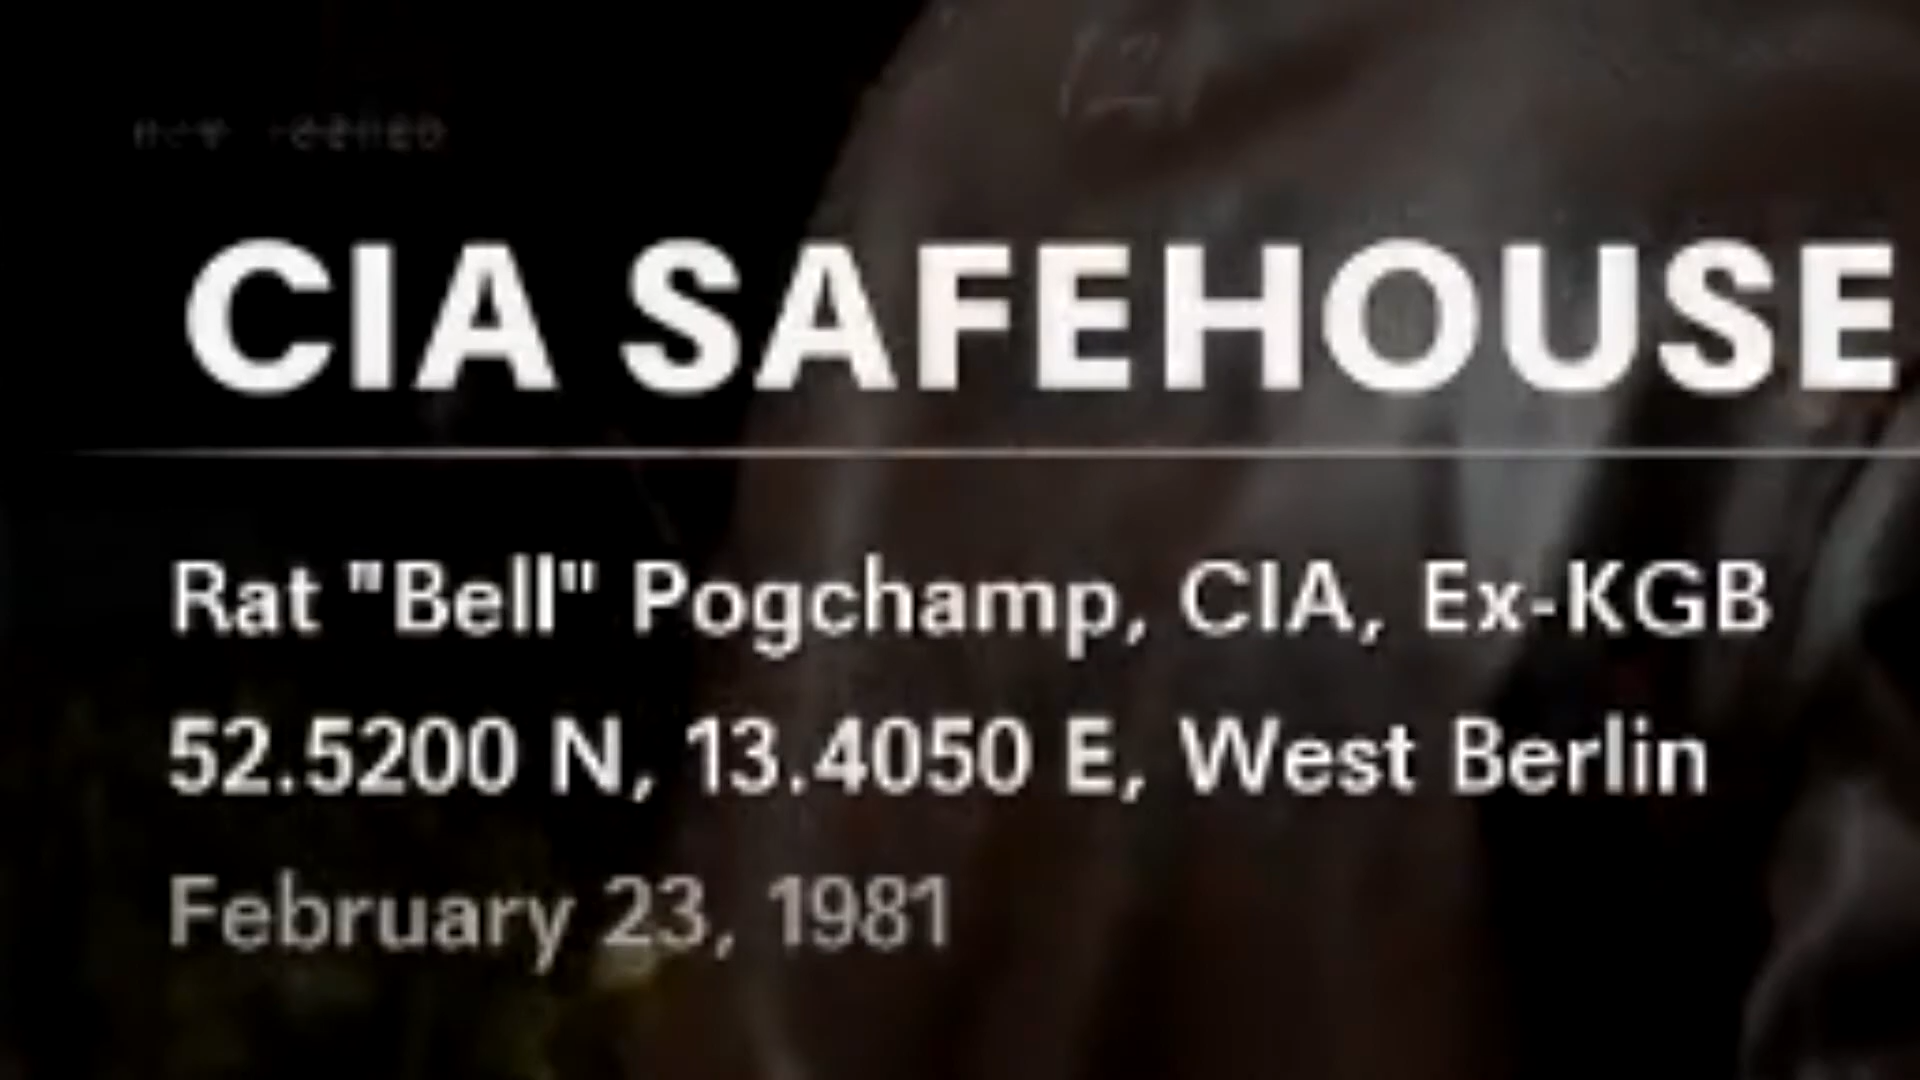 CIA SAFEHOUSE
Rat "Bell" Pogchamp, CIA, Ex-KGB
52.5200 N, 13.4050 E, West Berlin
February 23, 1981